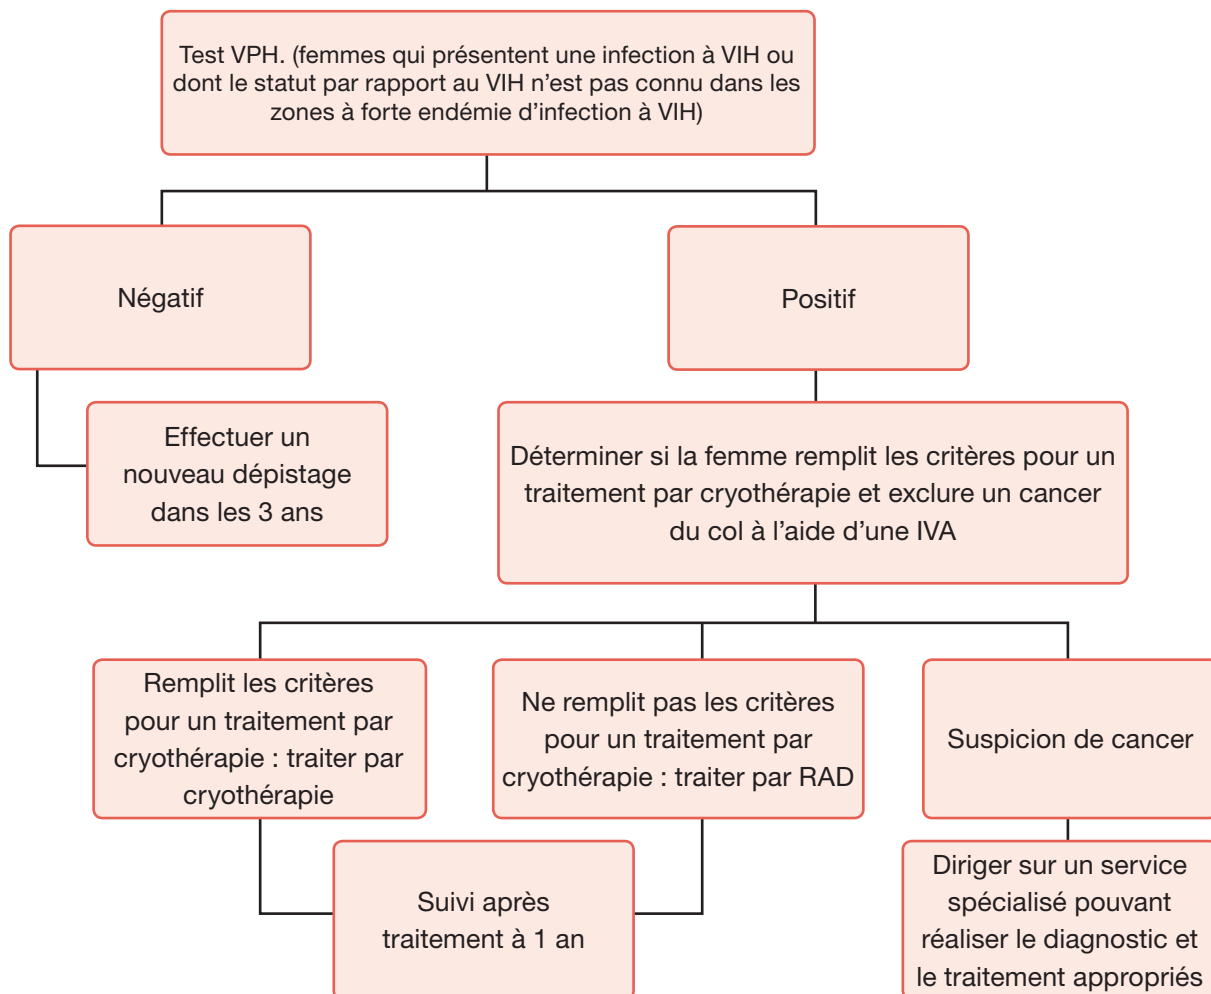 Test VPH. (femmes qui présentent une infection à VIH ou
dont le statut par rapport au VIH n’est pas connu dans les
zones à forte endémie d’infection à VIH)
Négatif
Positif
Effectuer un
nouveau dépistage
dans les 3 ans
Déterminer si la femme remplit les critères pour un
traitement par cryothérapie et exclure un cancer
du col à l’aide d’une IVA
Remplit les critères
pour un traitement par
cryothérapie : traiter par
cryothérapie
Ne remplit pas les critères
pour un traitement par
cryothérapie : traiter par RAD
Suspicion de cancer
Suivi après
traitement à 1 an
Diriger sur un service
spécialisé pouvant
réaliser le diagnostic et
le traitement appropriés